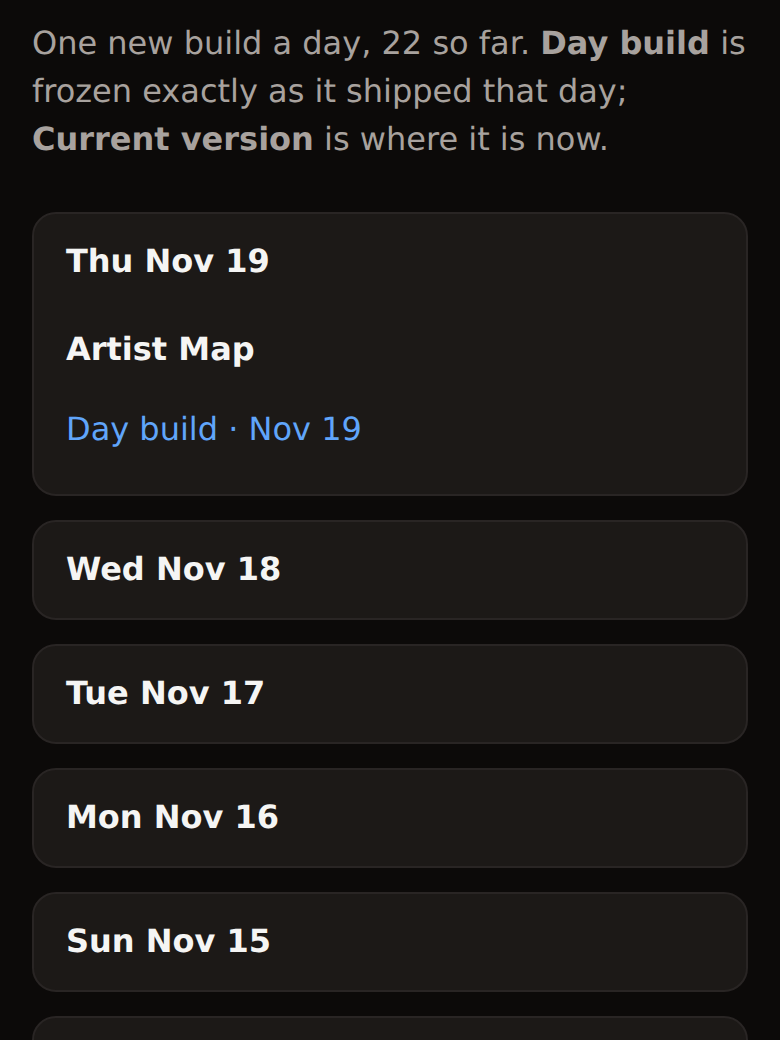 One new build a day, 22 so far. Day build is
frozen exactly as it shipped that day;
Current version is where it is now.
Thu Nov 19
Artist Map
Day build · Nov 19
Wed Nov 18
Tue Nov 17
Mon Nov 16
Sun Nov 15